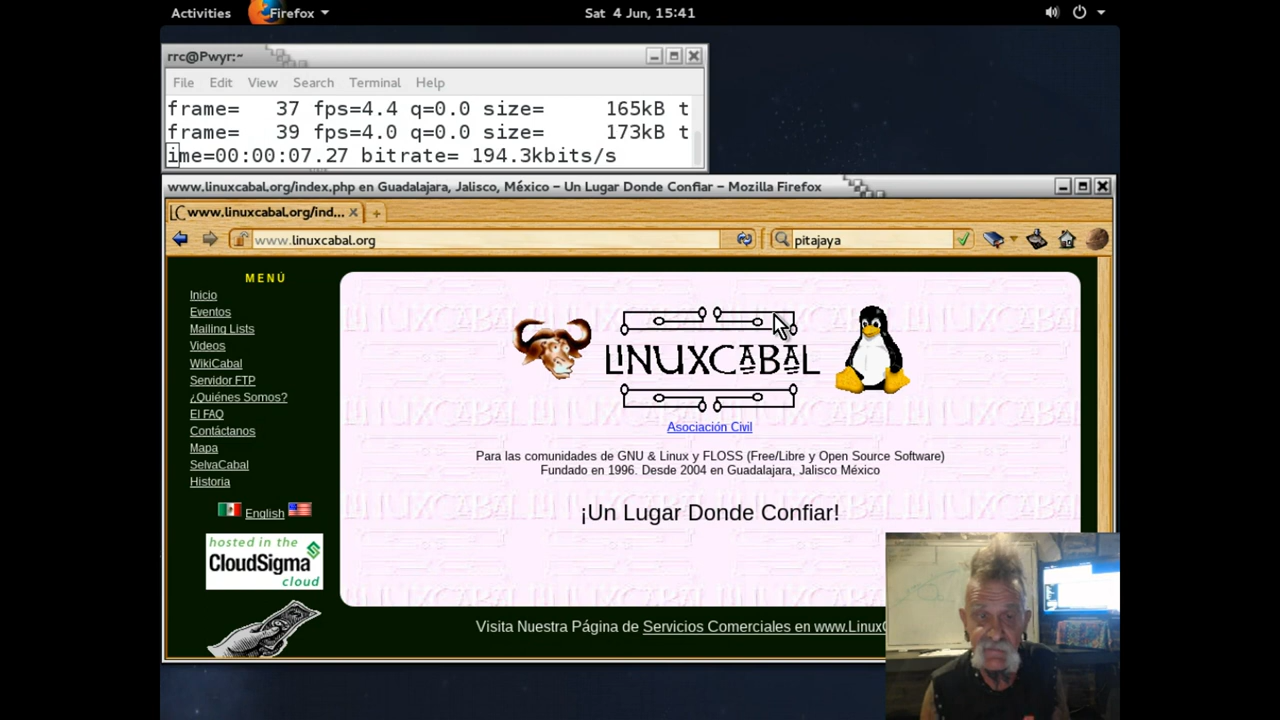 Activities Firefox Sat 4 Jun, 15:41
rrc@Pwyr:~
File Edit View Search Terminal Help
frame= 37 fps=4.4 q=0.0 size= 165kB t
frame= 39 fps=4.0 q=0.0 size= 173kB t
ime=00:00:07.27 bitrate= 194.3kbits/s
www.linuxcabal.org/index.php en Guadalajara, Jalisco, México – Un Lugar Donde Confiar – Mozilla Firefox
LC www.linuxcabal.org/ind...
www.linuxcabal.org pitajaya
MENÚ
Inicio
Eventos
Mailing Lists
Videos
WikiCabal
Servidor FTP
¿Quiénes Somos?
El FAQ
Contáctanos
Mapa
SelvaCabal
Historia
English
hosted in the
CloudSigma
cloud
LINUXCABAL
Asociación Civil
Para las comunidades de GNU & Linux y FLOSS (Free/Libre y Open Source Software)
Fundado en 1996. Desde 2004 en Guadalajara, Jalisco México
¡Un Lugar Donde Confiar!
Visita Nuestra Página de Servicios Comerciales en www.LinuxC